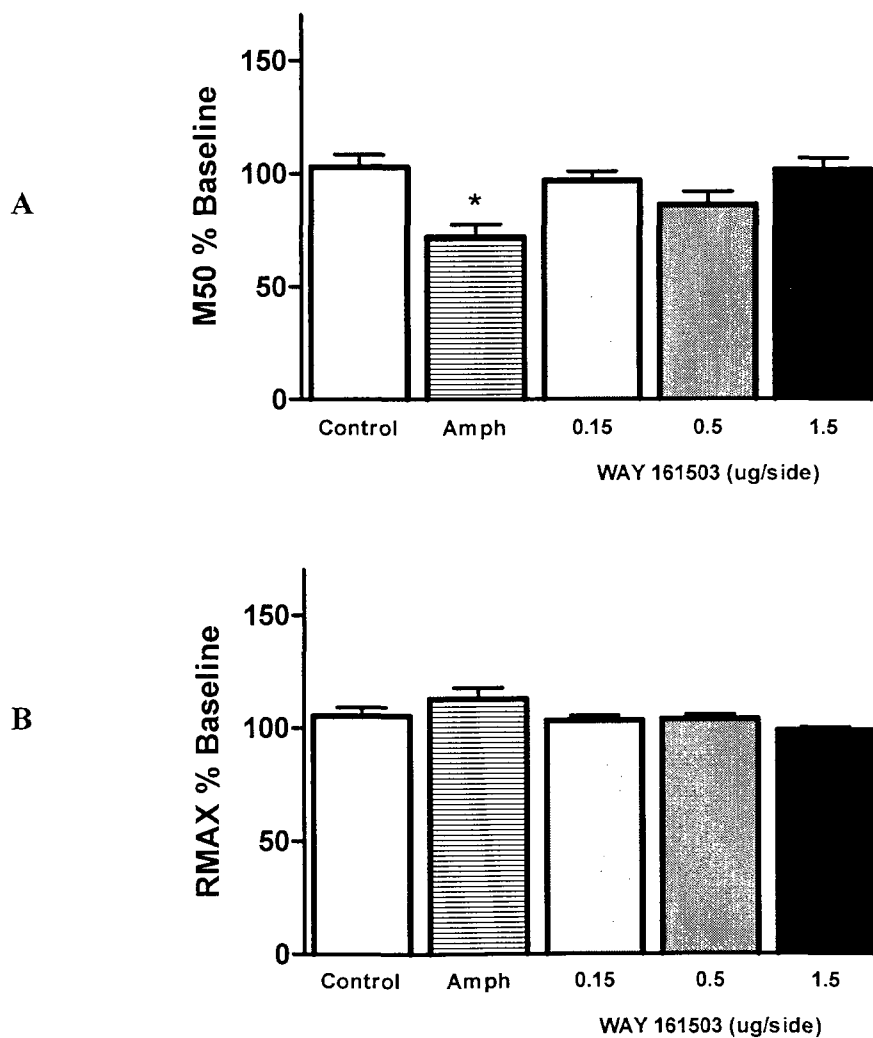 A
M50 % Baseline
150
100
50
0
*
Control Amph 0.15 0.5 1.5
WAY 161503 (ug/side)
B
RMAX % Baseline
150
100
50
0
Control Amph 0.15 0.5 1.5
WAY 161503 (ug/side)